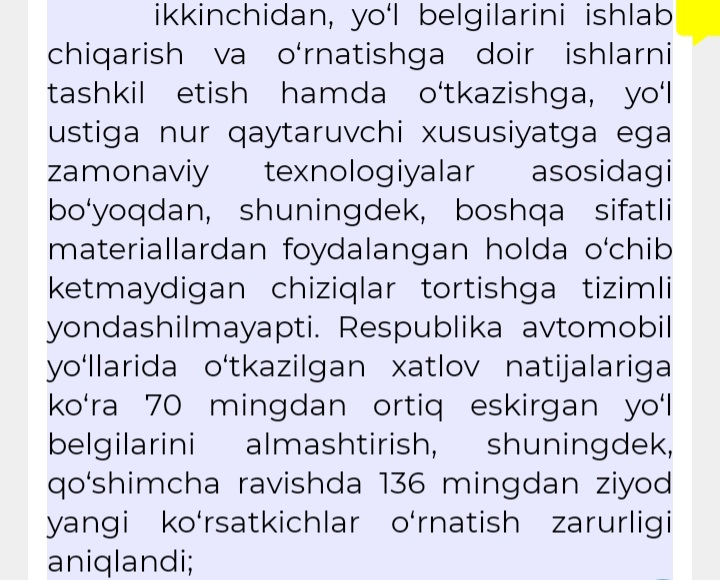 ikkinchidan, yo‘l belgilarini ishlab
chiqarish va o‘rnatishga doir ishlarni
tashkil etish hamda o‘tkazishga, yo‘l
ustiga nur qaytaruvchi xususiyatga ega
zamonaviy texnologiyalar asosidagi
bo‘yoqdan, shuningdek, boshqa sifatli
materiallardan foydalangan holda o‘chib
ketmaydigan chiziqlar tortishga tizimli
yondashilmayapti. Respublika avtomobil
yo‘llarida o‘tkazilgan xatlov natijalariga
ko‘ra 70 mingdan ortiq eskirgan yo‘l
belgilarini almashtirish, shuningdek,
qo‘shimcha ravishda 136 mingdan ziyod
yangi ko‘rsatkichlar o‘rnatish zarurligi
aniqlandi;